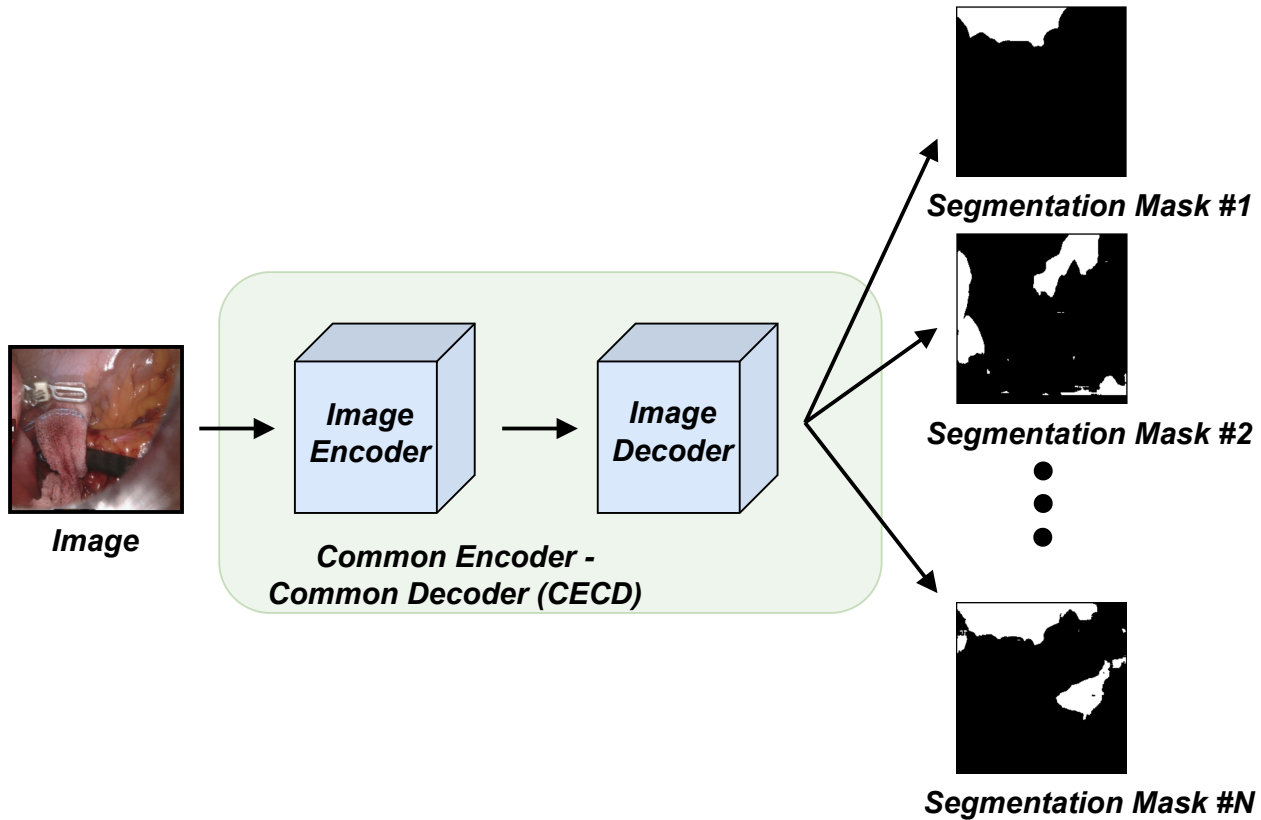 Segmentation Mask #1
Segmentation Mask #2
Image
Encoder
Image
Decoder
Image
Common Encoder -
Common Decoder (CECD)
Segmentation Mask #N